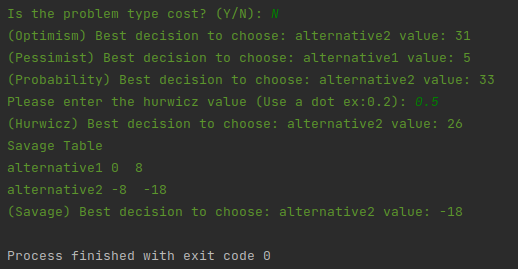 Is the problem type cost? (Y/N): N
(Optimism) Best decision to choose: alternative2 value: 31
(Pessimist) Best decision to choose: alternative1 value: 5
(Probability) Best decision to choose: alternative2 value: 33
Please enter the hurwicz value (Use a dot ex:0.2): 0.5
(Hurwicz) Best decision to choose: alternative2 value: 26
Savage Table
alternative1 0  8
alternative2 -8  -18
(Savage) Best decision to choose: alternative2 value: -18
Process finished with exit code 0